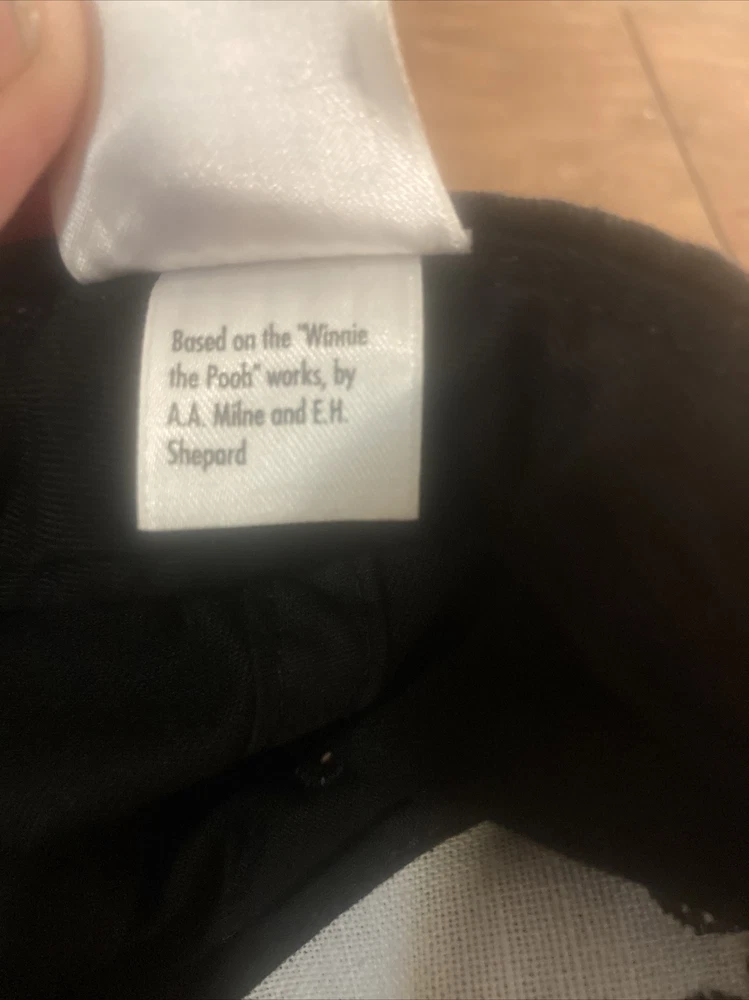 Based on the "Winnie
the Pooh" works, by
A.A. Milne and E.H.
Shepard